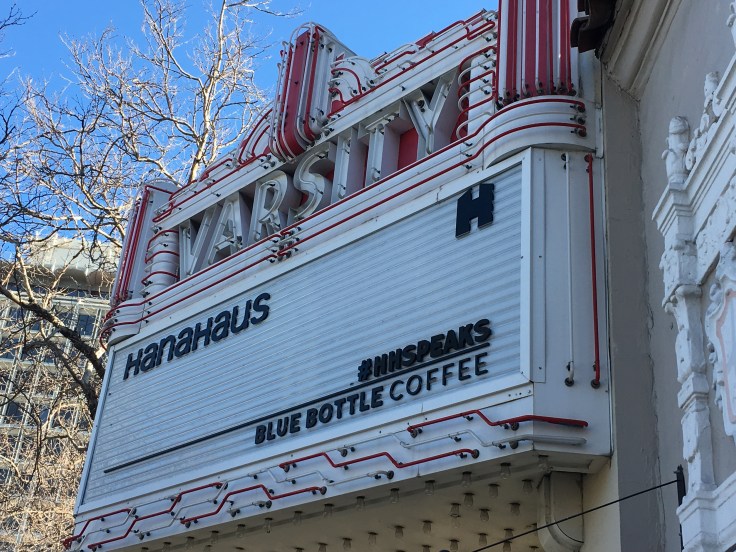 VARSITY
H
HanaHaus
#HHSPEAKS
BLUE BOTTLE COFFEE